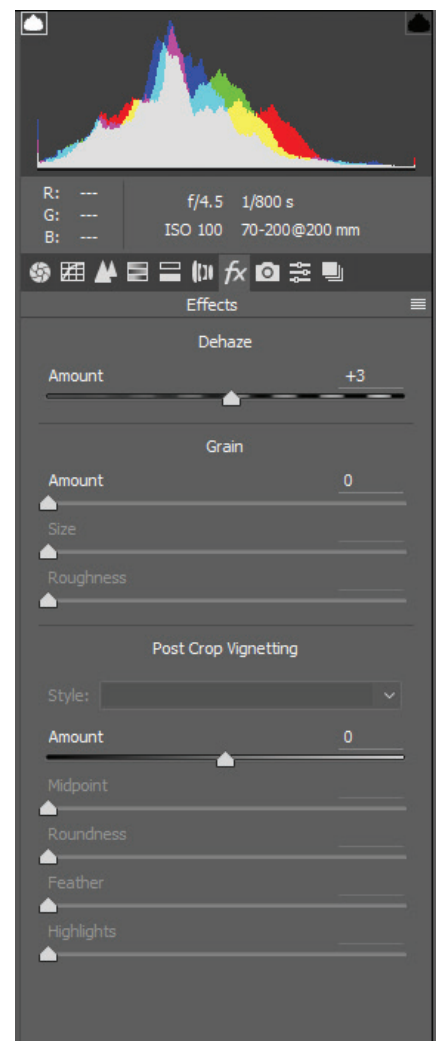 R: ---
G: ---
B: ---
f/4.5 1/800 s
ISO 100 70-200@200 mm
fx
Effects
Dehaze
Amount +3
Grain
Amount 0
Size
Roughness
Post Crop Vignetting
Style:
Amount 0
Midpoint
Roundness
Feather
Highlights